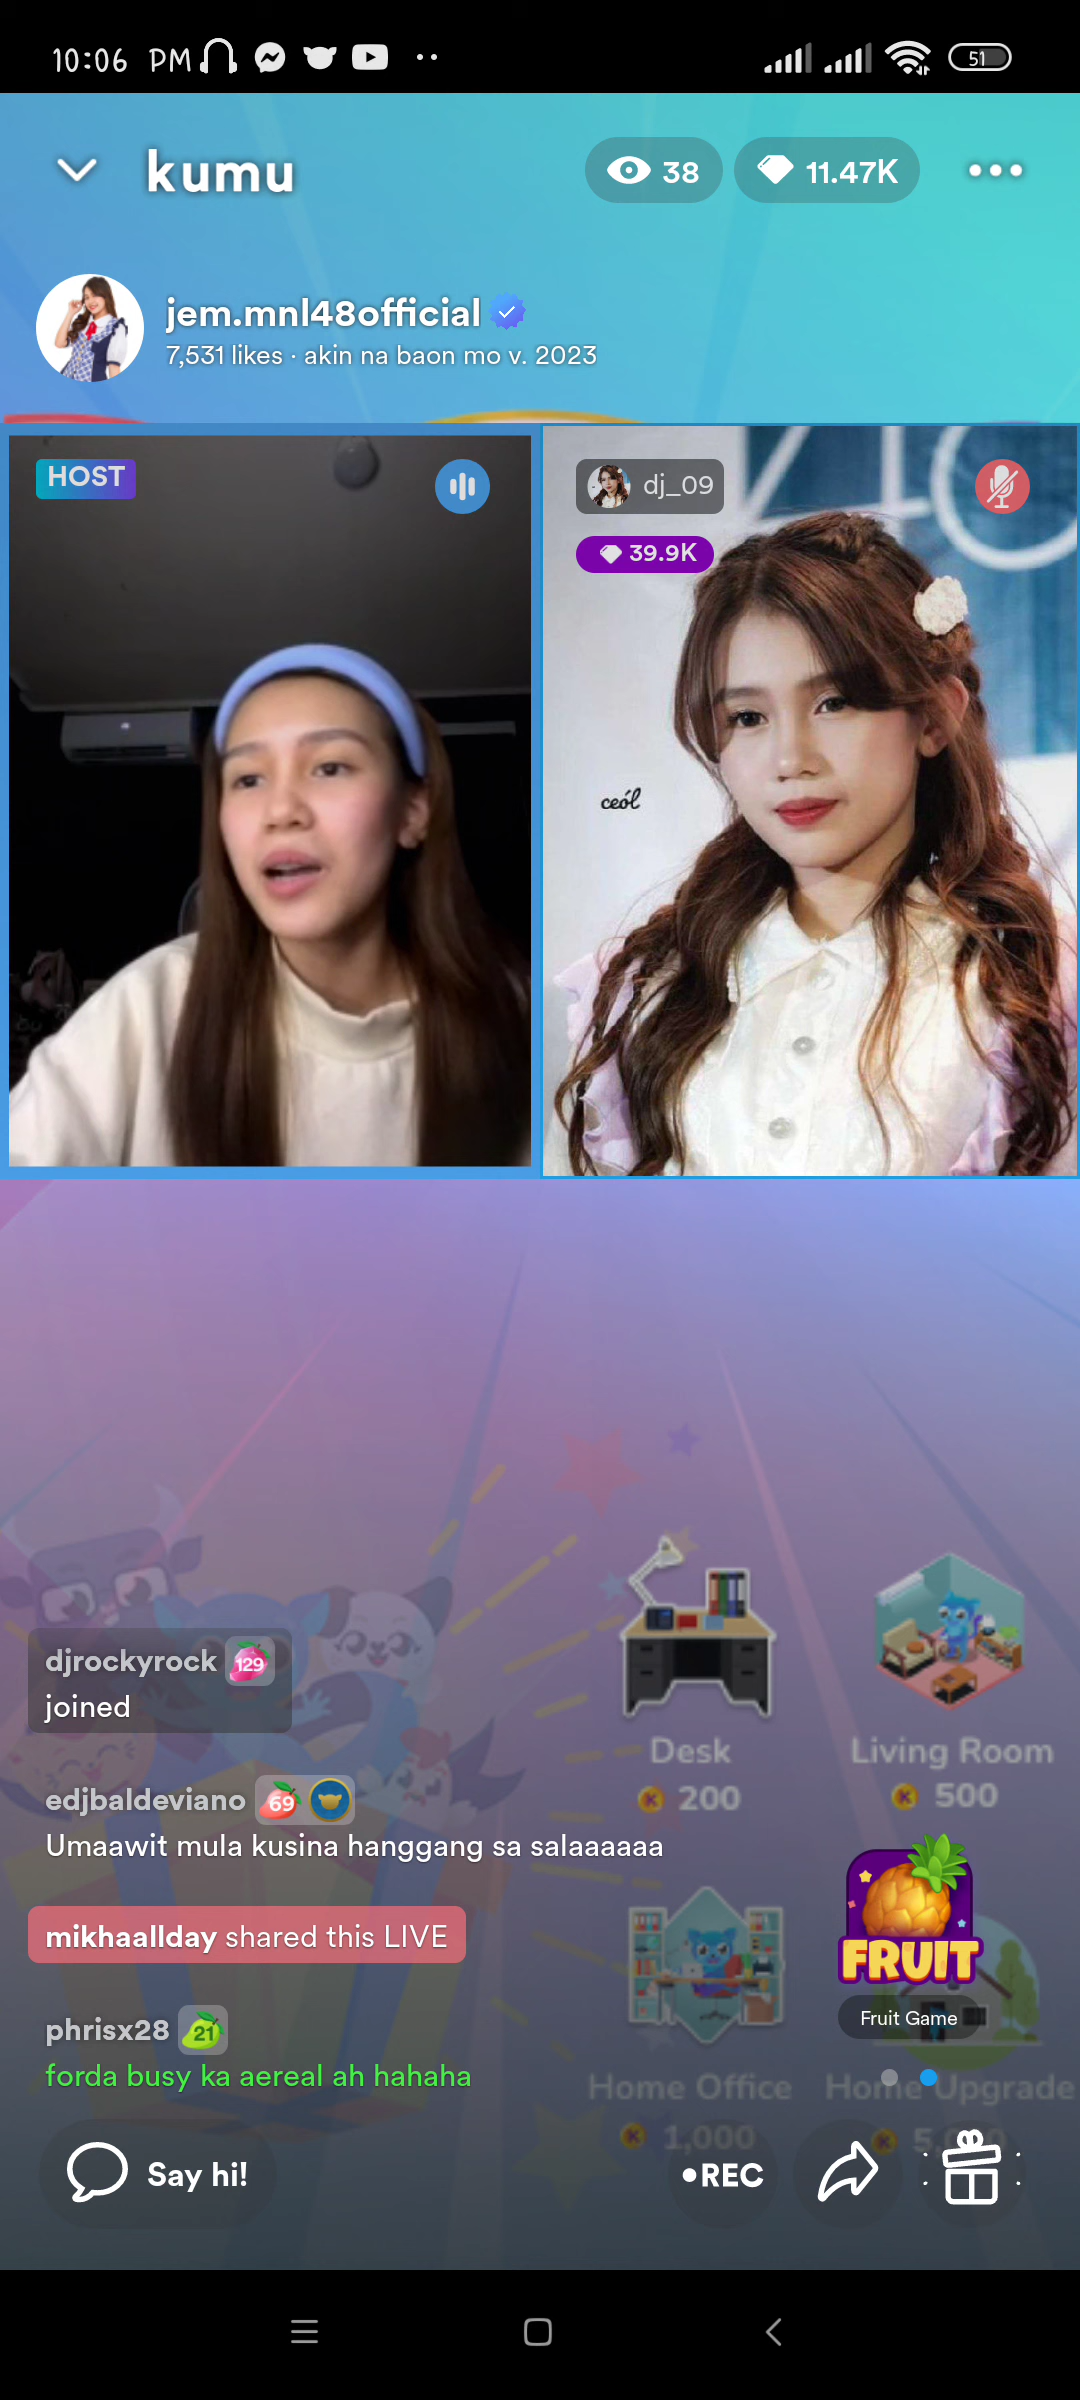 10:06 PM
51
kumu
38
11.47K
jem.mnl48official
7,531 likes · akin na baon mo v. 2023
HOST
dj_09
39.9K
ceól
djrockyrock 129
joined
edjbaldeviano 69
Umaawit mula kusina hanggang sa salaaaaaa
mikhaallday shared this LIVE
phrisx28 21
forda busy ka aereal ah hahaha
Desk
200
Living Room
500
FRUIT
Fruit Game
Home Office
1,000
Home Upgrade
Say hi!
REC